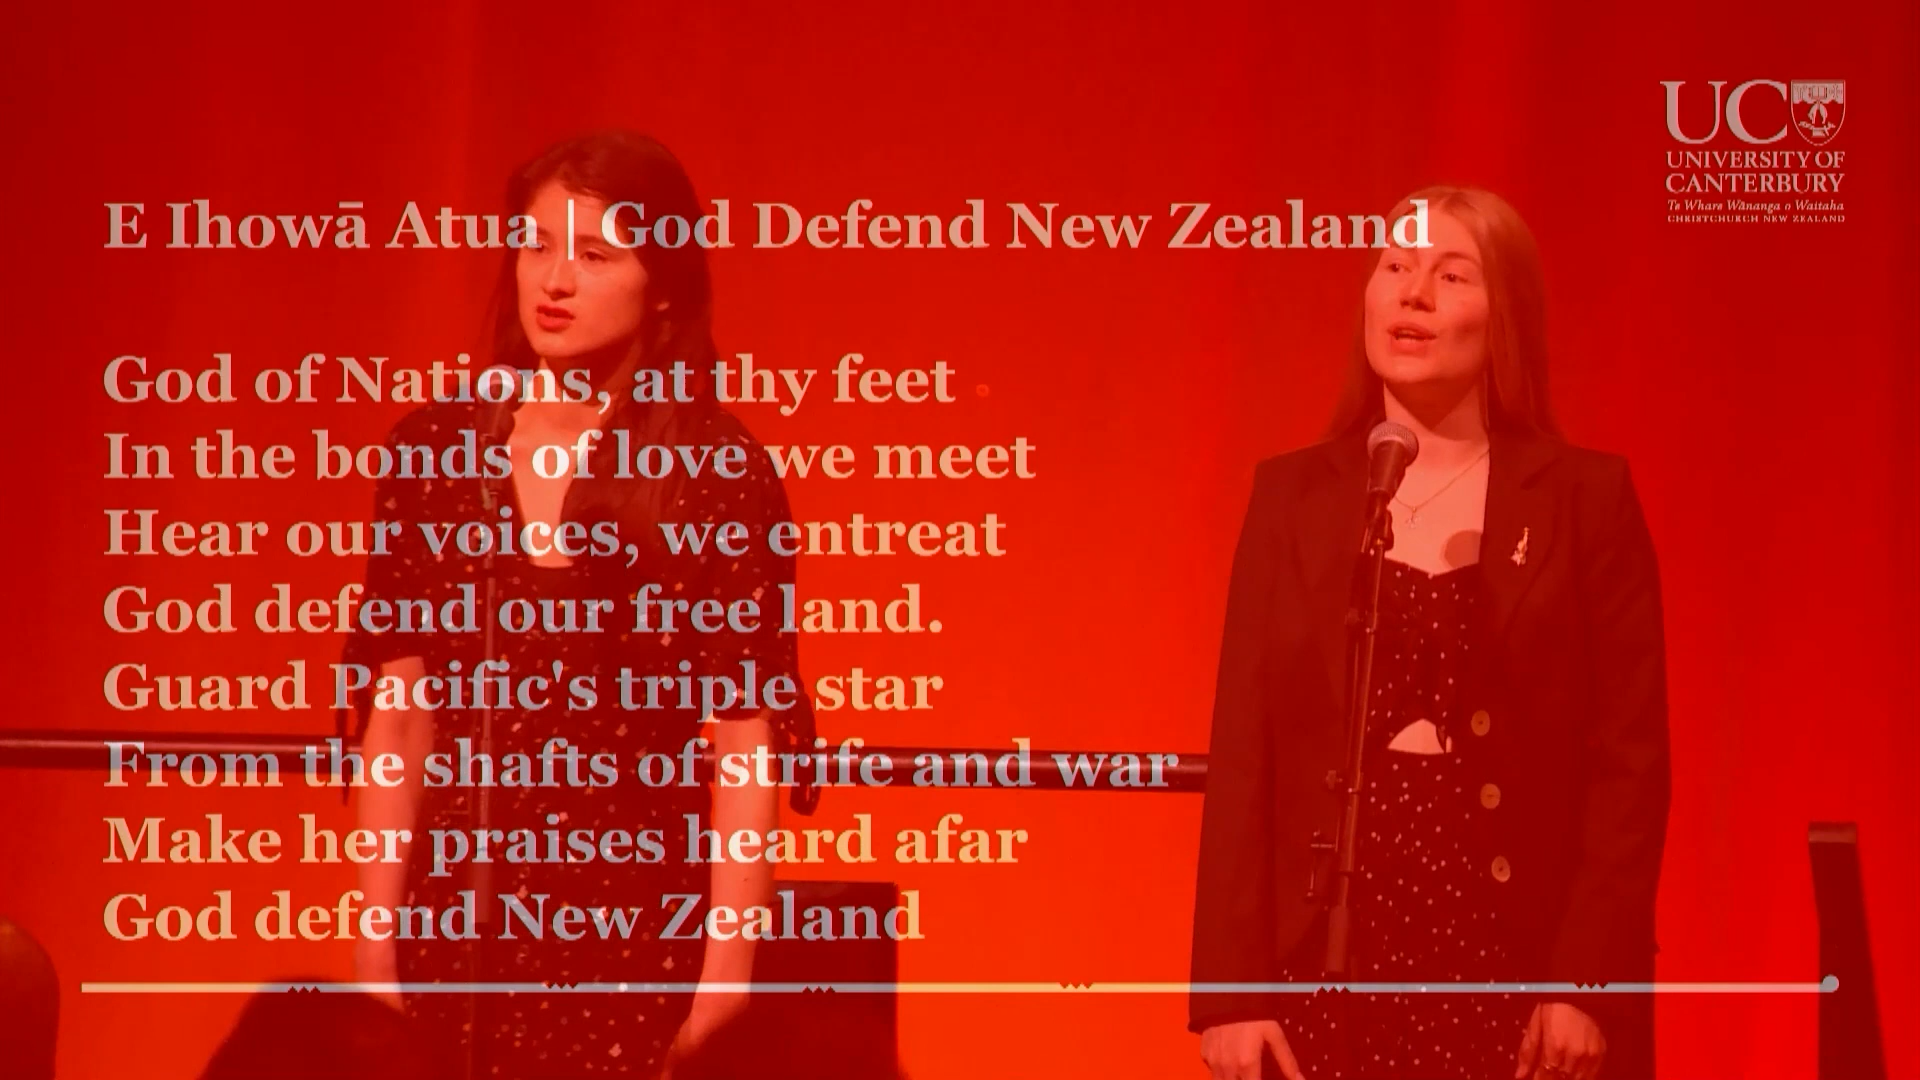 UC
UNIVERSITY OF
CANTERBURY
Te Whare Wānanga o Waitaha
CHRISTCHURCH NEW ZEALAND
E Ihowā Atua | God Defend New Zealand
God of Nations, at thy feet
In the bonds of love we meet
Hear our voices, we entreat
God defend our free land.
Guard Pacific's triple star
From the shafts of strife and war
Make her praises heard afar
God defend New Zealand